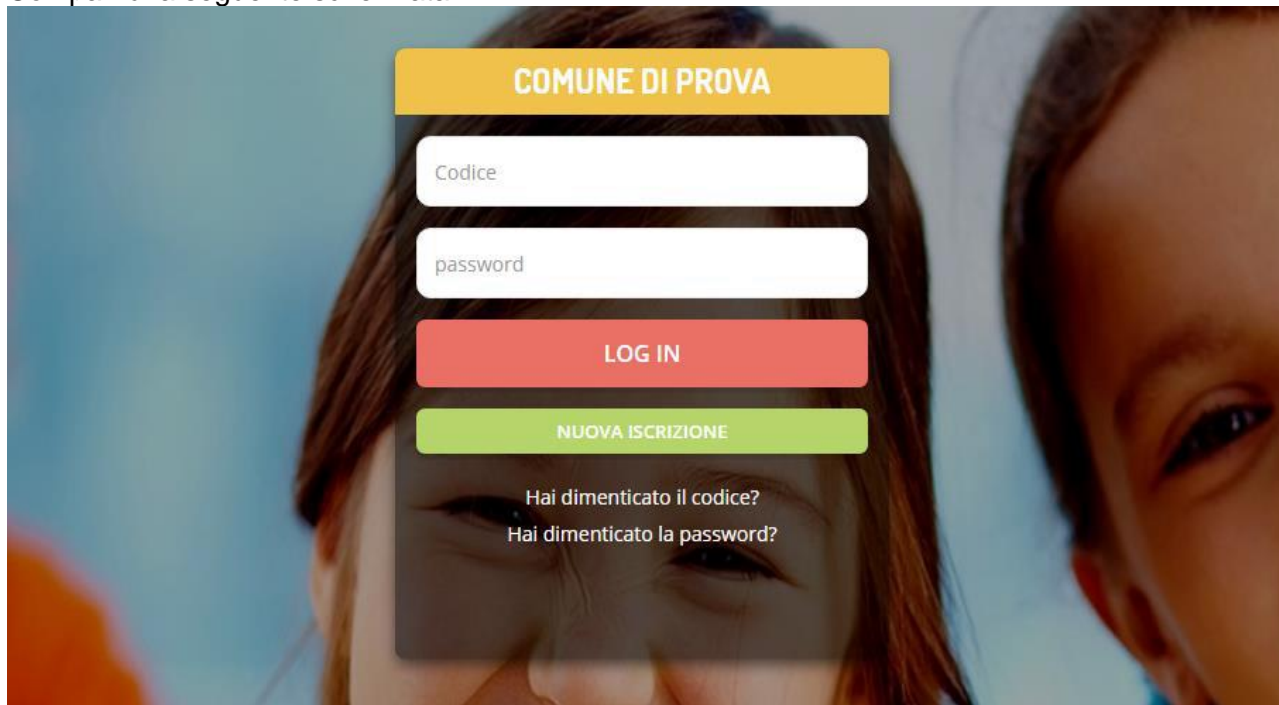 COMUNE DI PROVA
Codice
password
LOG IN
NUOVA ISCRIZIONE
Hai dimenticato il codice?
Hai dimenticato la password?